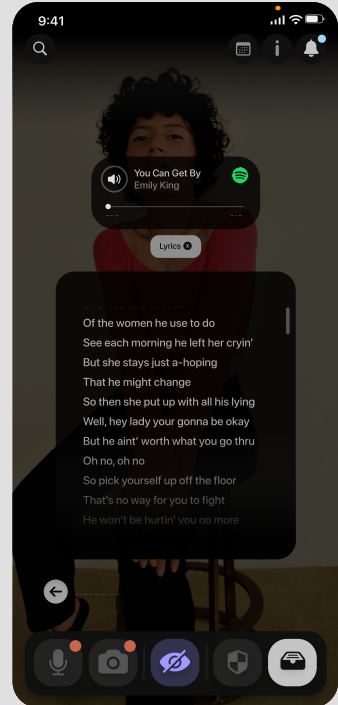 9:41
You Can Get By
Emily King
Lyrics
Of the women he use to do
See each morning he left her cryin'
But she stays just a-hoping
That he might change
So then she put up with all his lying
Well, hey lady your gonna be okay
But he aint' worth what you go thru
Oh no, oh no
So pick yourself up off the floor
That's no way for you to fight
He won't be hurtin' you no more